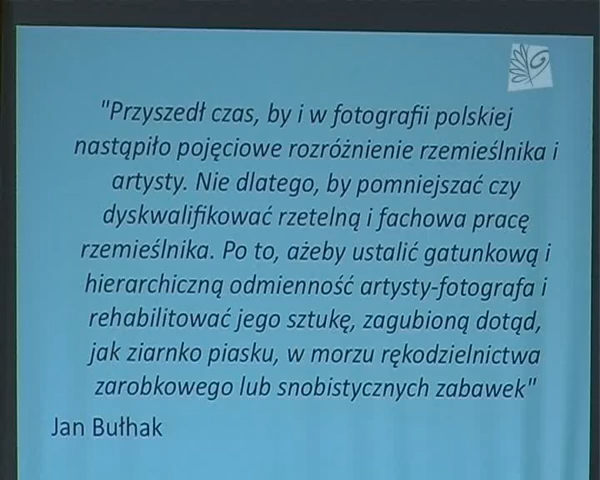 "Przyszedł czas, by i w fotografii polskiej
nastąpiło pojęciowe rozróżnienie rzemieślnika i
artysty. Nie dlatego, by pomniejszać czy
dyskwalifikować rzetelną i fachowa pracę
rzemieślnika. Po to, ażeby ustalić gatunkową i
hierarchiczną odmienność artysty-fotografa i
rehabilitować jego sztukę, zagubioną dotąd,
jak ziarnko piasku, w morzu rękodzielnictwa
zarobkowego lub snobistycznych zabawek"
Jan Bułhak